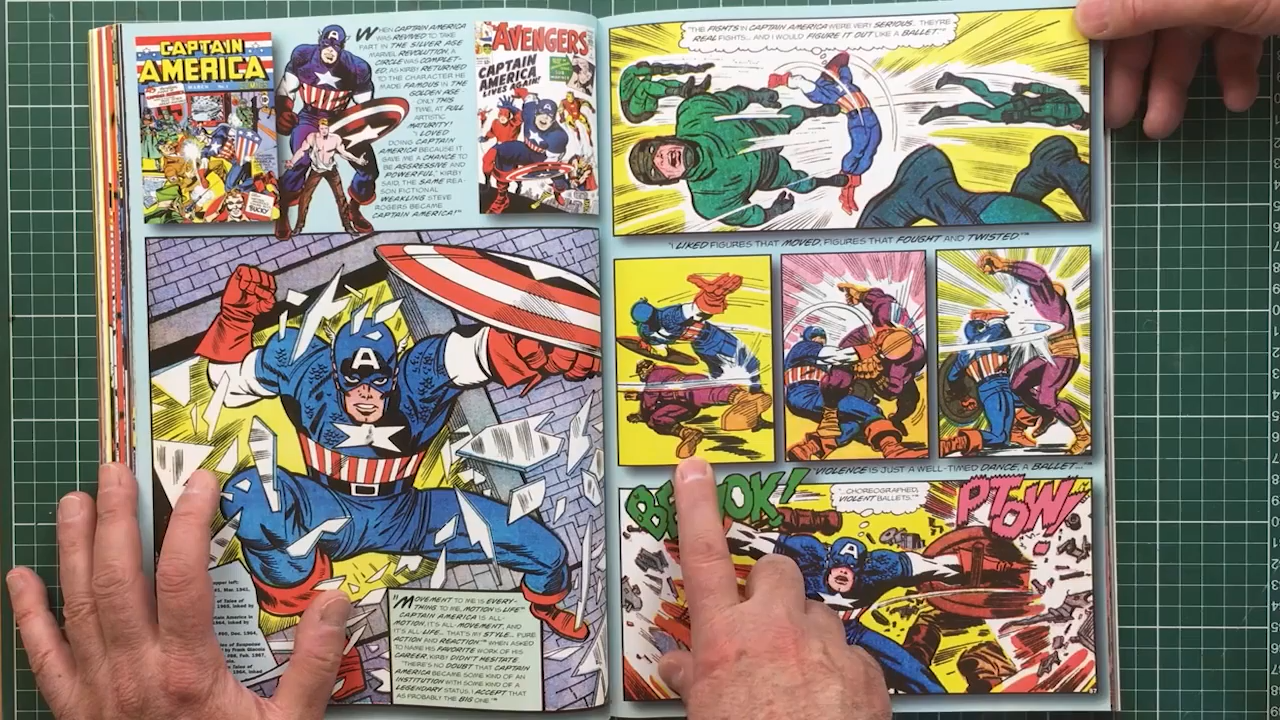 CAPTAIN
AMERICA
MARCH
No. 1
WHEN CAPTAIN AMERICA
WAS REVIVED TO TAKE
PART IN THE SILVER AGE
MARVEL REVOLUTION, A
CIRCLE WAS COMPLET-
ED, AS KIRBY RETURNED
TO THE CHARACTER HE
MADE FAMOUS IN THE
GOLDEN AGE -
ONLY THIS
TIME, AT FULL
ARTISTIC
MATURITY!
"I LOVED
DOING CAPTAIN
AMERICA BECAUSE IT
GAVE ME A CHANCE TO
BE AGGRESSIVE AND
POWERFUL," KIRBY
SAID, THE SAME REA-
SON FICTIONAL
WEAKLING STEVE
ROGERS BECAME
CAPTAIN AMERICA!
BUCKY
AVENGERS
CAPTAIN
AMERICA
LIVES AGAIN!
A
"MOVEMENT TO ME IS EVERY-
THING TO ME, MOTION IS LIFE"
CAPTAIN AMERICA IS ALL-
MOTION, IT'S ALL-MOVEMENT, AND
IT'S ALL-LIFE... THAT'S MY STYLE... PURE
ACTION AND REACTION." WHEN ASKED
TO NAME HIS FAVORITE WORK OF HIS
CAREER, KIRBY DIDN'T HESITATE
"THERE'S NO DOUBT THAT CAPTAIN
AMERICA BECAME SOME KIND OF AN
INSTITUTION WITH SOME KIND OF A
LEGENDARY STATUS. I ACCEPT THAT
AS PROBABLY THE BIG ONE."
"THE FIGHTS IN CAPTAIN AMERICA WERE VERY SERIOUS... THEY'RE
REAL FIGHTS... AND I WOULD FIGURE IT OUT LIKE A BALLET"
"I LIKED FIGURES THAT MOVED, FIGURES THAT FOUGHT AND TWISTED."
"VIOLENCE IS JUST A WELL-TIMED DANCE, A BALLET..."
"...CHOREOGRAPHED,
VIOLENT BALLETS."
PTOW!
A